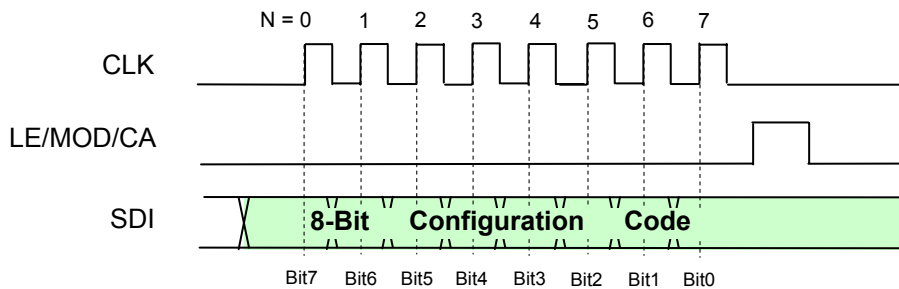 N = 0 1 2 3 4 5 6 7
CLK
LE/MOD/CA
SDI 8-Bit Configuration Code
Bit7 Bit6 Bit5 Bit4 Bit3 Bit2 Bit1 Bit0